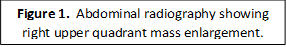 Figure 1.  Abdominal radiography showing
right upper quadrant mass enlargement.